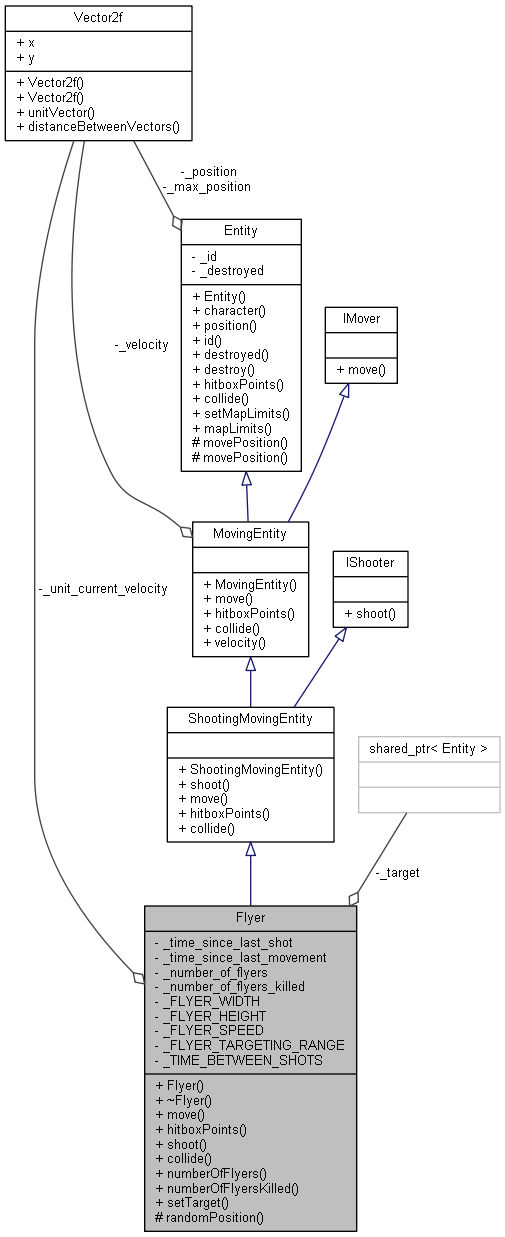 Vector2f
+ x
+ y
+ Vector2f()
+ Vector2f()
+ unitVector()
+ distanceBetweenVectors()
-_position
-_max_position
Entity
- _id
- _destroyed
+ Entity()
+ character()
+ position()
+ id()
+ destroyed()
+ destroy()
+ hitboxPoints()
+ collide()
+ setMapLimits()
+ mapLimits()
# movePosition()
# movePosition()
IMover
+ move()
-_velocity
MovingEntity
+ MovingEntity()
+ move()
+ hitboxPoints()
+ collide()
+ velocity()
IShooter
+ shoot()
-_unit_current_velocity
ShootingMovingEntity
+ ShootingMovingEntity()
+ shoot()
+ move()
+ hitboxPoints()
+ collide()
shared_ptr< Entity >
-_target
Flyer
- _time_since_last_shot
- _time_since_last_movement
- _number_of_flyers
- _number_of_flyers_killed
- _FLYER_WIDTH
- _FLYER_HEIGHT
- _FLYER_SPEED
- _FLYER_TARGETING_RANGE
- _TIME_BETWEEN_SHOTS
+ Flyer()
+ ~Flyer()
+ move()
+ hitboxPoints()
+ shoot()
+ collide()
+ numberOfFlyers()
+ numberOfFlyersKilled()
+ setTarget()
# randomPosition()